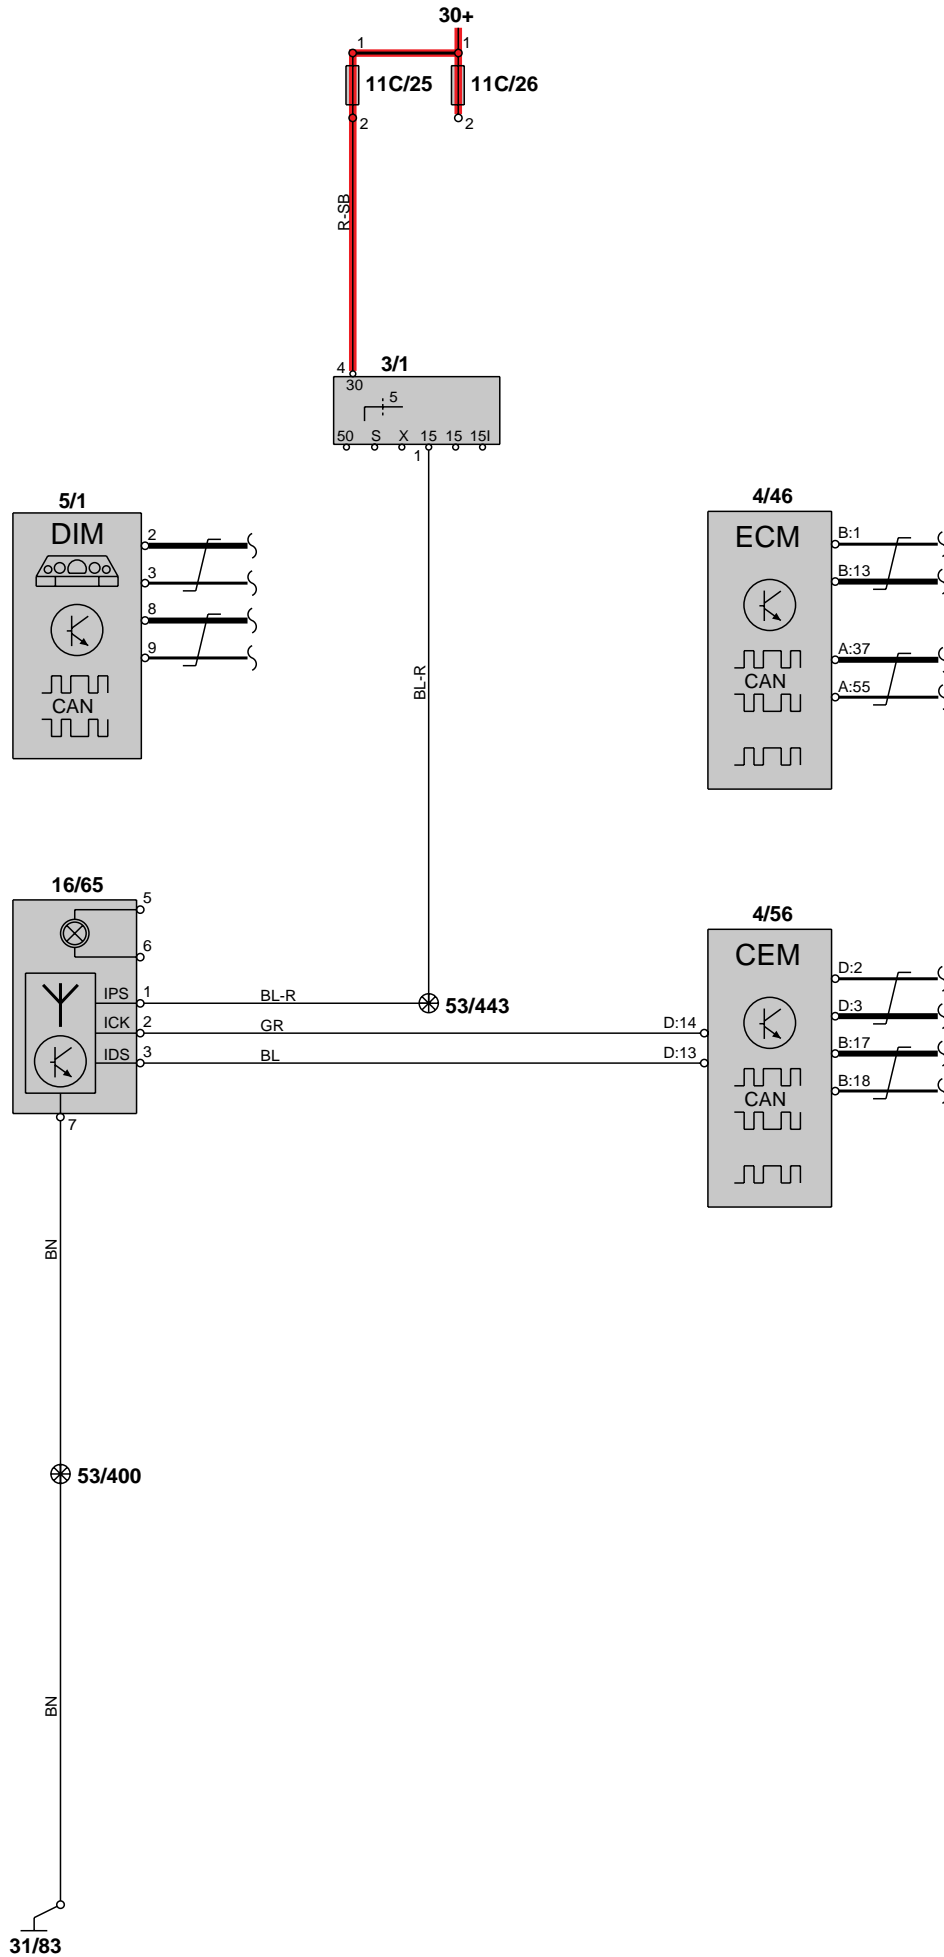 30+
1 1
11C/25 11C/26
2 2
R-SB
4 3/1
30
5
50 S X 15 15 15I
1
5/1
DIM
2
3
8
9
CAN
4/46
ECM
B:1
B:13
A:37
A:55
CAN
BL-R
16/65
5
6
IPS 1 BL-R 53/443
ICK 2 GR D:14
IDS 3 BL D:13
7
4/56
CEM
D:2
D:3
B:17
B:18
CAN
BN
53/400
BN
31/83